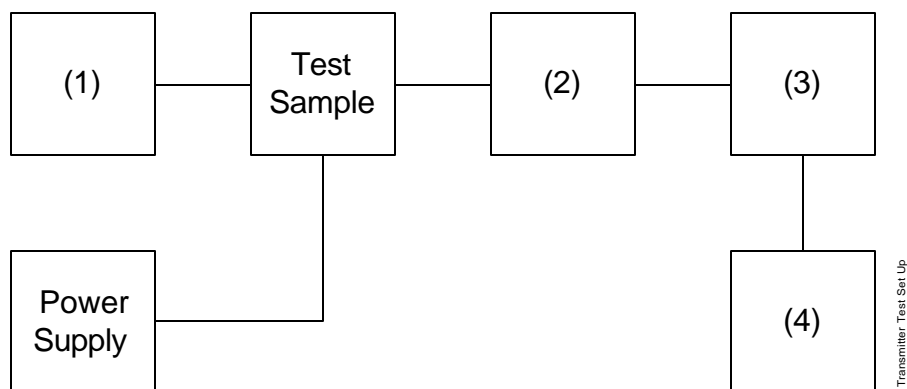 (1)
Test
Sample
(2)
(3)
Power
Supply
(4)
Transmitter Test Set Up